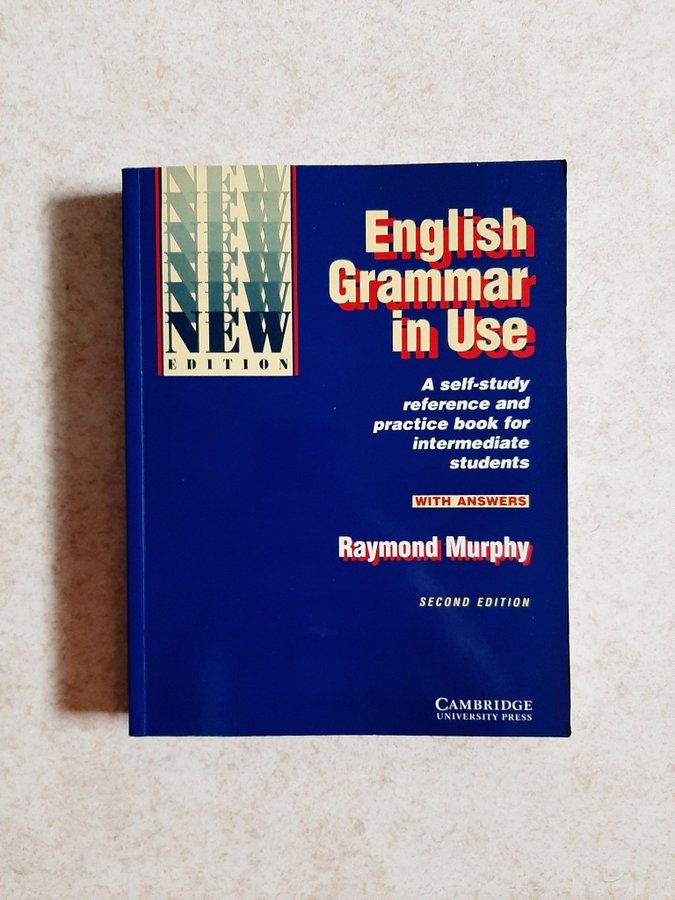 NEW
NEW
NEW
NEW
NEW
NEW
EDITION
English
Grammar
in Use
A self-study
reference and
practice book for
intermediate
students
WITH ANSWERS
Raymond Murphy
SECOND EDITION
CAMBRIDGE
UNIVERSITY PRESS